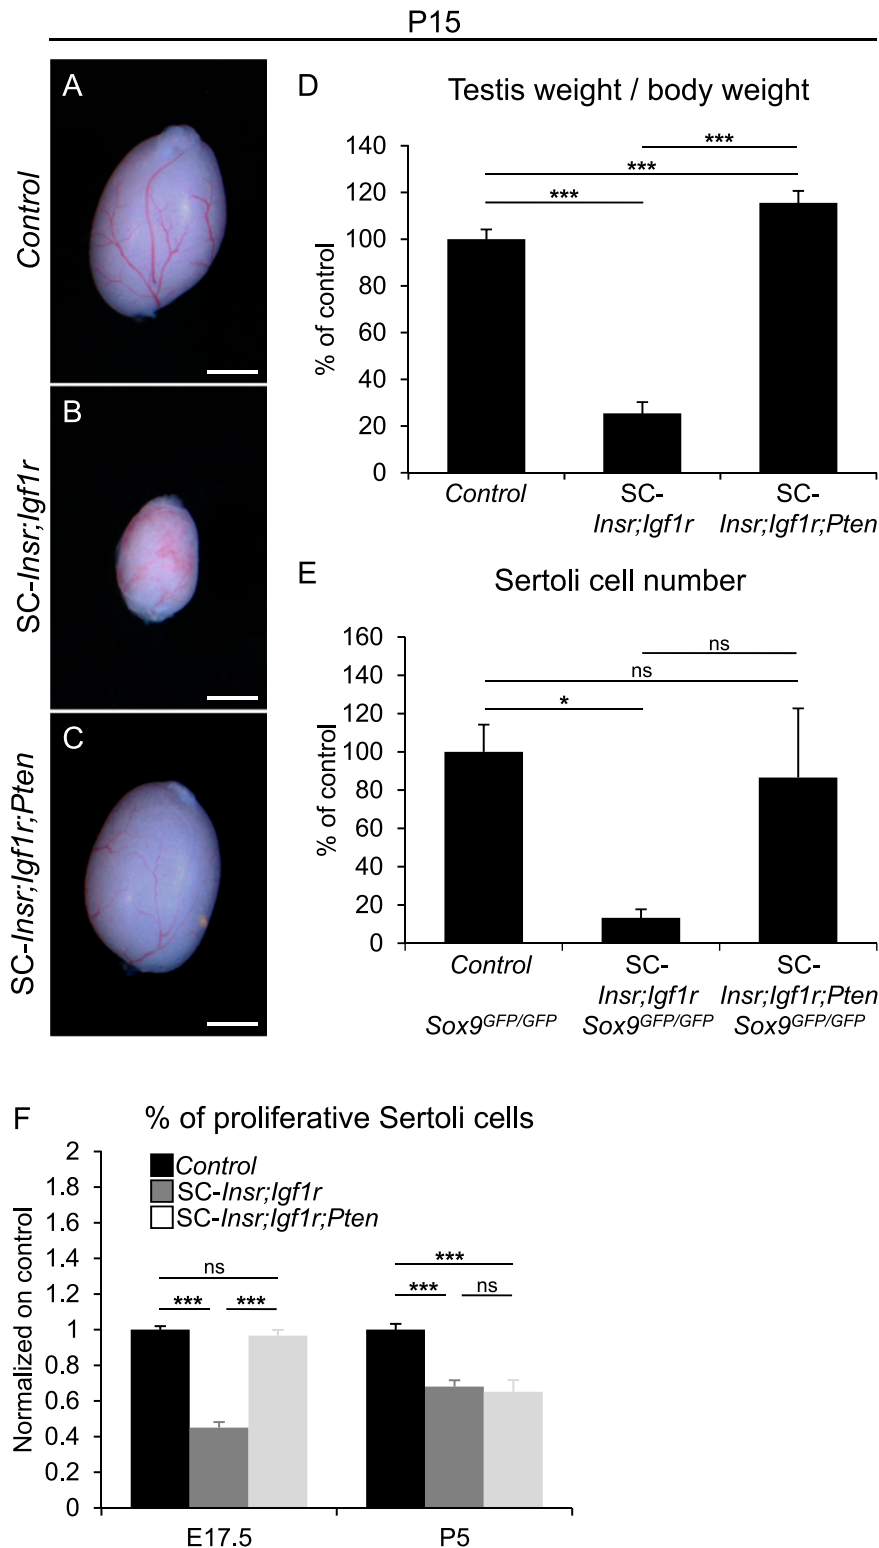 P15
A
Control
B
SC-Insr;Igf1r
C
SC-Insr;Igf1r;Pten
D
Testis weight / body weight
% of control
140
120
100
80
60
40
20
0
***
***
***
Control
SC-
Insr;Igf1r
SC-
Insr;Igf1r;Pten
E
Sertoli cell number
% of control
160
140
120
100
80
60
40
20
0
ns
ns
*
Control
SC-
Insr;Igf1r
SC-
Insr;Igf1r;Pten
Sox9GFP/GFP
Sox9GFP/GFP
Sox9GFP/GFP
F
% of proliferative Sertoli cells
Normalized on control
2
1.8
1.6
1.4
1.2
1
0.8
0.6
0.4
0.2
0
Control
SC-Insr;Igf1r
SC-Insr;Igf1r;Pten
ns
***
***
***
***
ns
E17.5
P5